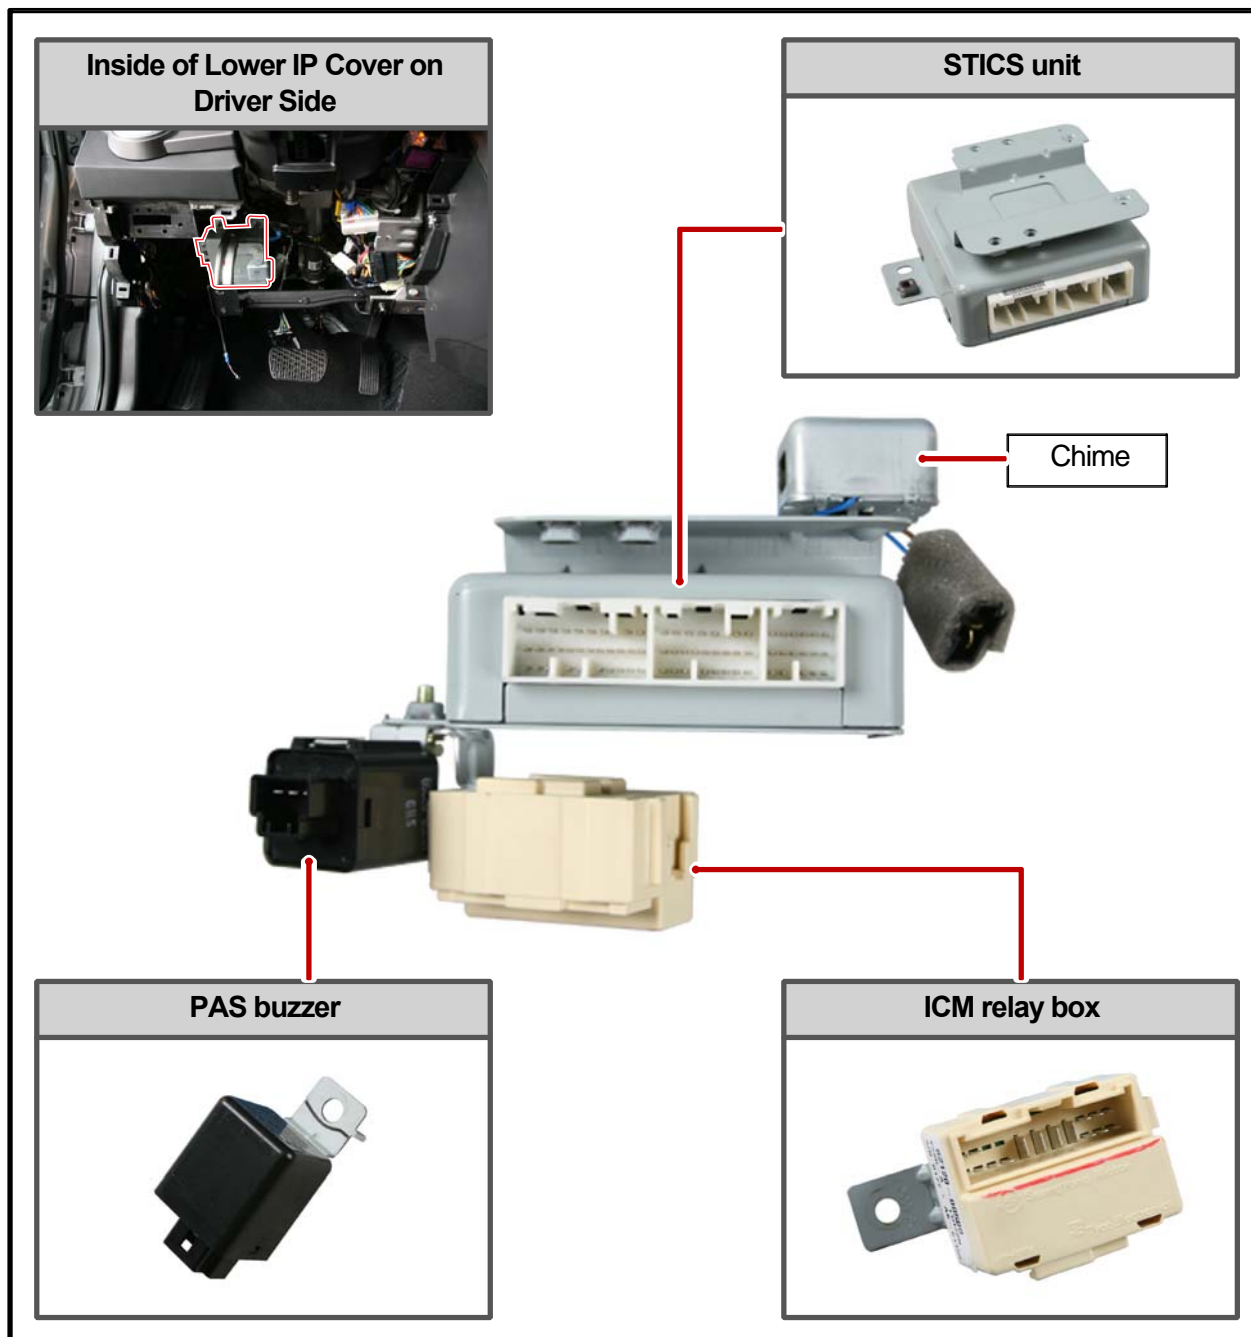 Inside of Lower IP Cover on
Driver Side
STICS unit
Chime
PAS buzzer
ICM relay box